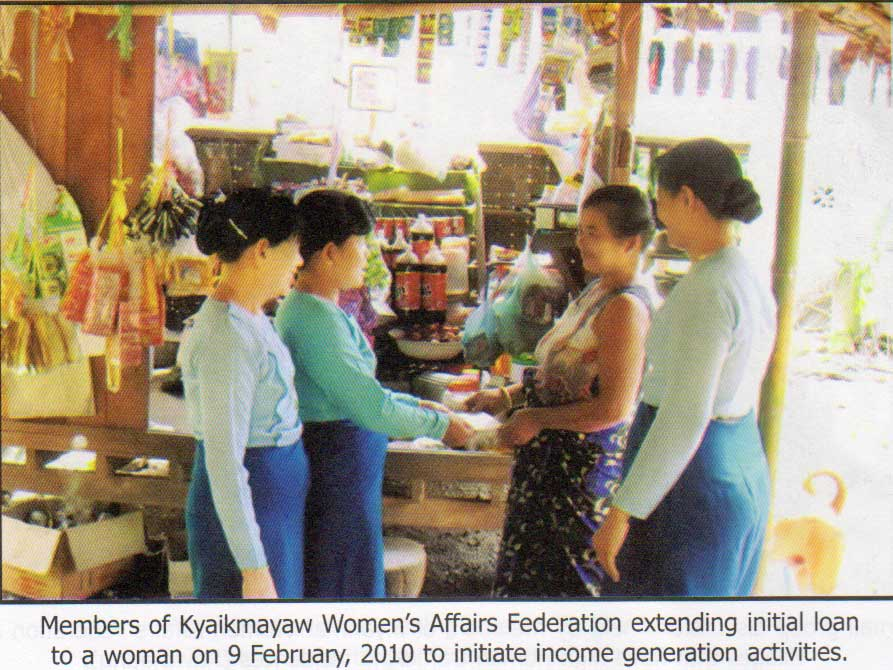 Members of Kyaikmayaw Women's Affairs Federation extending initial loan
to a woman on 9 February, 2010 to initiate income generation activities.